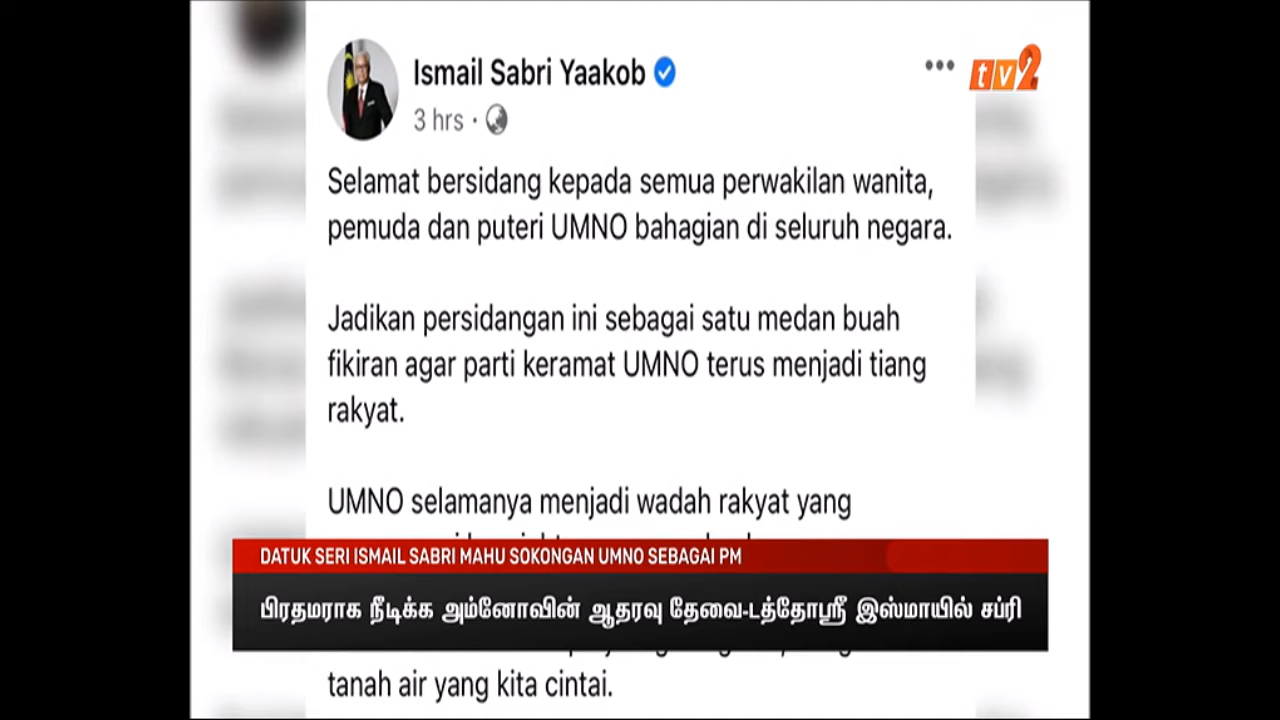 Ismail Sabri Yaakob
tv2
3 hrs ·
Selamat bersidang kepada semua perwakilan wanita,
pemuda dan puteri UMNO bahagian di seluruh negara.
Jadikan persidangan ini sebagai satu medan buah
fikiran agar parti keramat UMNO terus menjadi tiang
rakyat.
UMNO selamanya menjadi wadah rakyat yang
DATUK SERI ISMAIL SABRI MAHU SOKONGAN UMNO SEBAGAI PM
பிரதமராக நீடிக்க அம்னோவின் ஆதரவு தேவை-டத்தோஸ்ரீ இஸ்மாயில் சப்ரி
tanah air yang kita cintai.